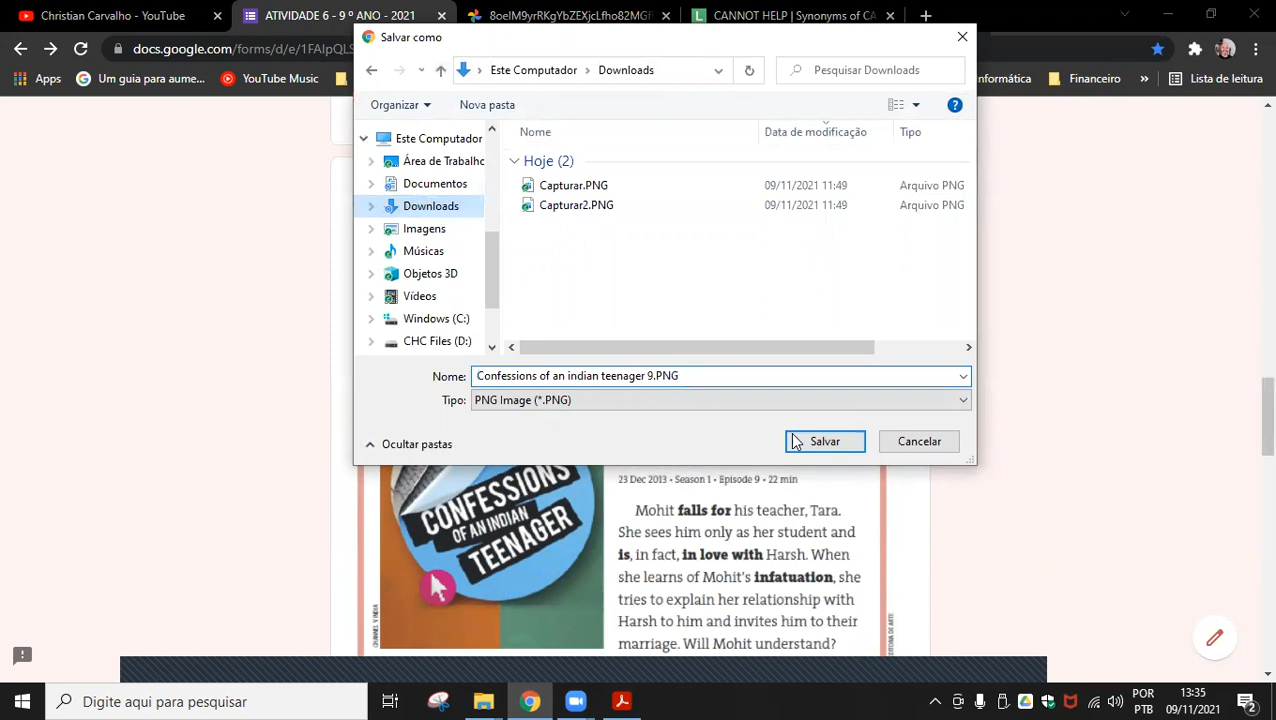 Christian Carvalho - YouTube
ATIVIDADE 6 - 9 º ANO - 2021
8oeIM9yrRKgYbZEXjcLfho82MGf
CANNOT HELP | Synonyms of CA
docs.google.com/forms/d/e/1FAIpQLS
Apps
Um guia para aume...
YouTube Music
Informática
Financeiro
Lista de leitura
Salvar como
Este Computador
Downloads
Pesquisar Downloads
Organizar
Nova pasta
Este Computador
Área de Trabalho
Documentos
Downloads
Imagens
Músicas
Objetos 3D
Vídeos
Windows (C:)
CHC Files (D:)
Nome
Data de modificação
Tipo
Hoje (2)
Capturar.PNG
09/11/2021 11:49
Arquivo PNG
Capturar2.PNG
09/11/2021 11:49
Arquivo PNG
Nome:
Confessions of an indian teenager 9.PNG
Tipo:
PNG Image (*.PNG)
Ocultar pastas
Salvar
Cancelar
CONFESSIONS
OF AN INDIAN
TEENAGER
CHANNEL V INDIA
23 Dec 2013 • Season 1 • Episode 9 • 22 min
Mohit falls for his teacher, Tara.
She sees him only as her student and
is, in fact, in love with Harsh. When
she learns of Mohit's infatuation, she
tries to explain her relationship with
Harsh to him and invites him to their
marriage. Will Mohit understand?
EDITORIA DE ARTE
Digite aqui para pesquisar
POR
PTB
13:35
09/11/2021
2